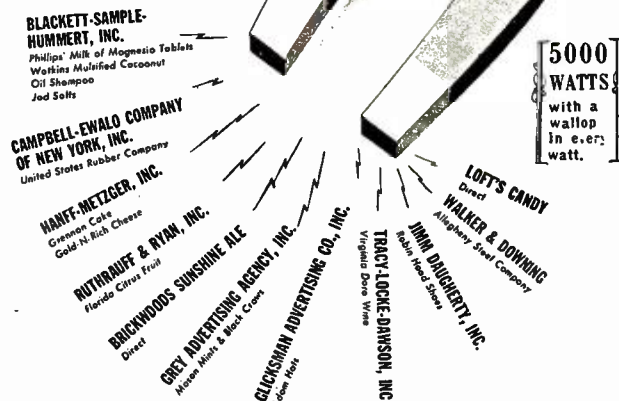 BLACKETT-SAMPLE-
HUMMERT, INC.
Phillips' Milk of Magnesia Tablets
Watkins Mulsified Cocoanut
Oil Shampoo
Jad Salts
CAMPBELL-EWALD COMPANY
OF NEW YORK, INC.
United States Rubber Company
HANFF-METZGER, INC.
Grennan Cake
Gold-N-Rich Cheese
RUTHRAUFF & RYAN, INC.
Florida Citrus Fruit
BRICKWOODS SUNSHINE ALE
Direct
GREY ADVERTISING AGENCY, INC.
Mason Mints & Black Crows
GLICKSMAN ADVERTISING CO., INC.
Hats
TRACY-LOCKE-DAWSON, INC
Virginia Dare Wine
JIMM DAUGHERTY, INC.
Robin Hood Shoes
WALKER & DOWNING
Allegheny Steel Company
LOFT'S CANDY
Direct
5000
WATTS
with a
wallop
in every
watt.